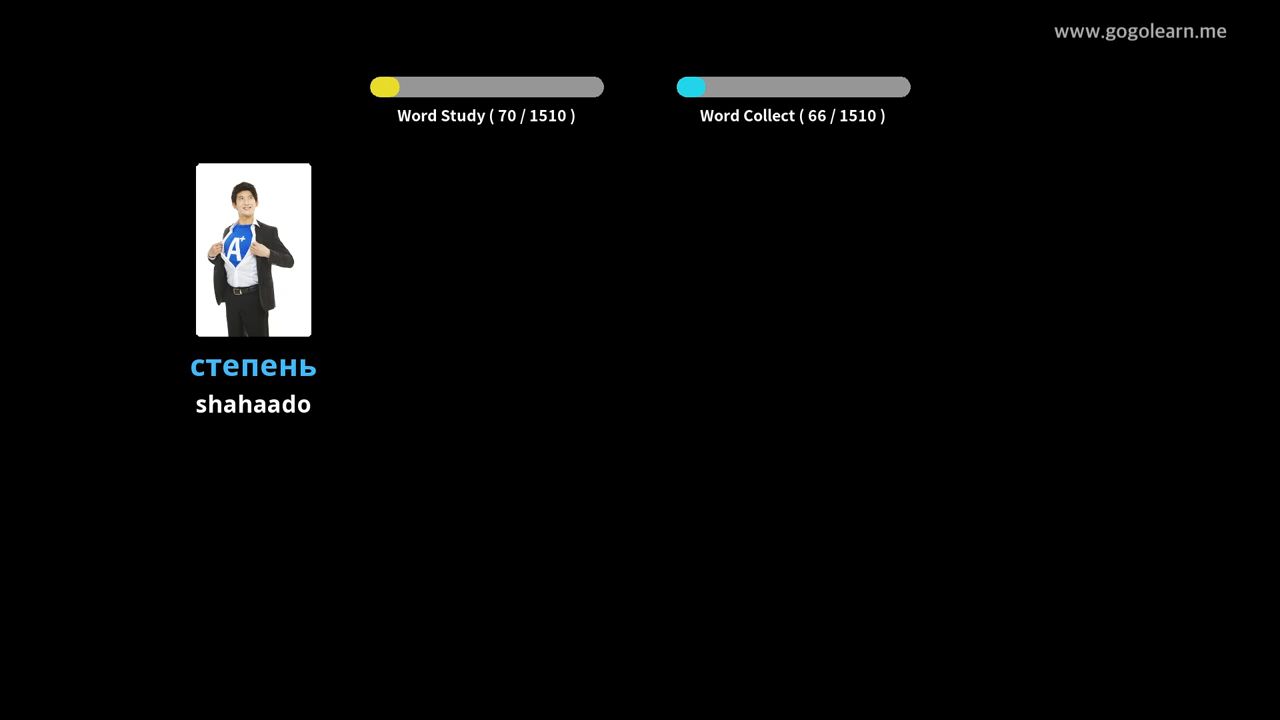 www.gogolearn.me
Word Study ( 70 / 1510 )
Word Collect ( 66 / 1510 )
A+
степень
shahaado